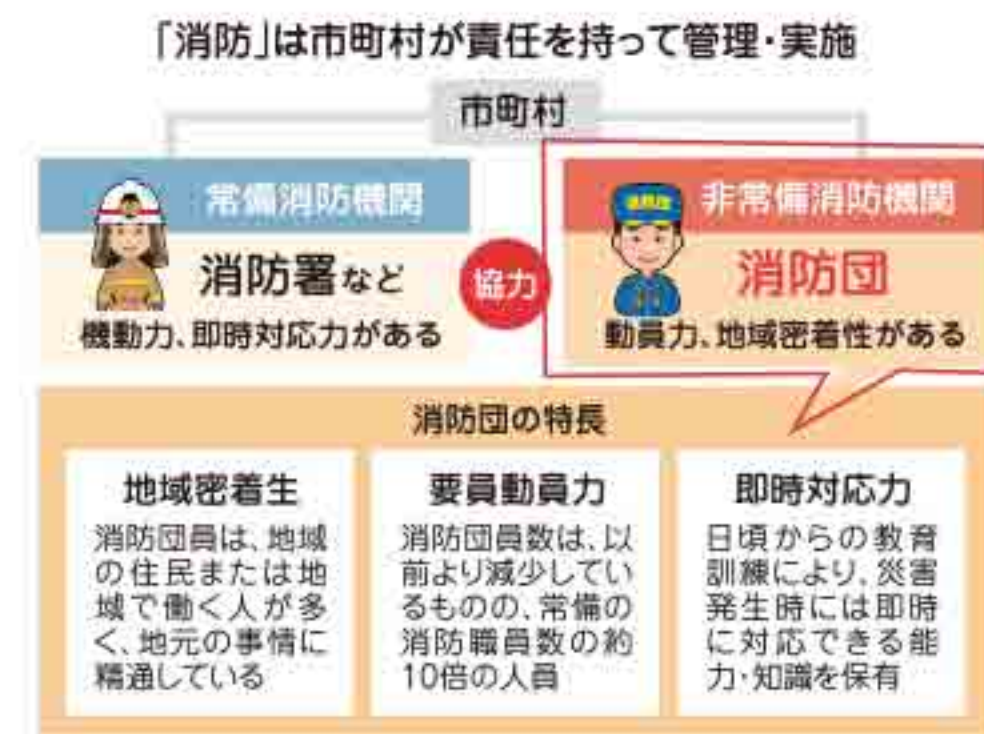 「消防」は市町村が責任を持って管理・実施
市町村
常備消防機関
消防署など
機動力、即時対応力がある
協力
非常備消防機関
消防団
動員力、地域密着性がある
消防団の特長
地域密着生
消防団員は、地域
の住民または地
域で働く人が多
く、地元の事情に
精通している
要員動員力
消防団員数は、以
前より減少してい
るものの、常備の
消防職員数の約
10倍の人員
即時対応力
日頃からの教育
訓練により、災害
発生時には即時
に対応できる能
力・知識を保有